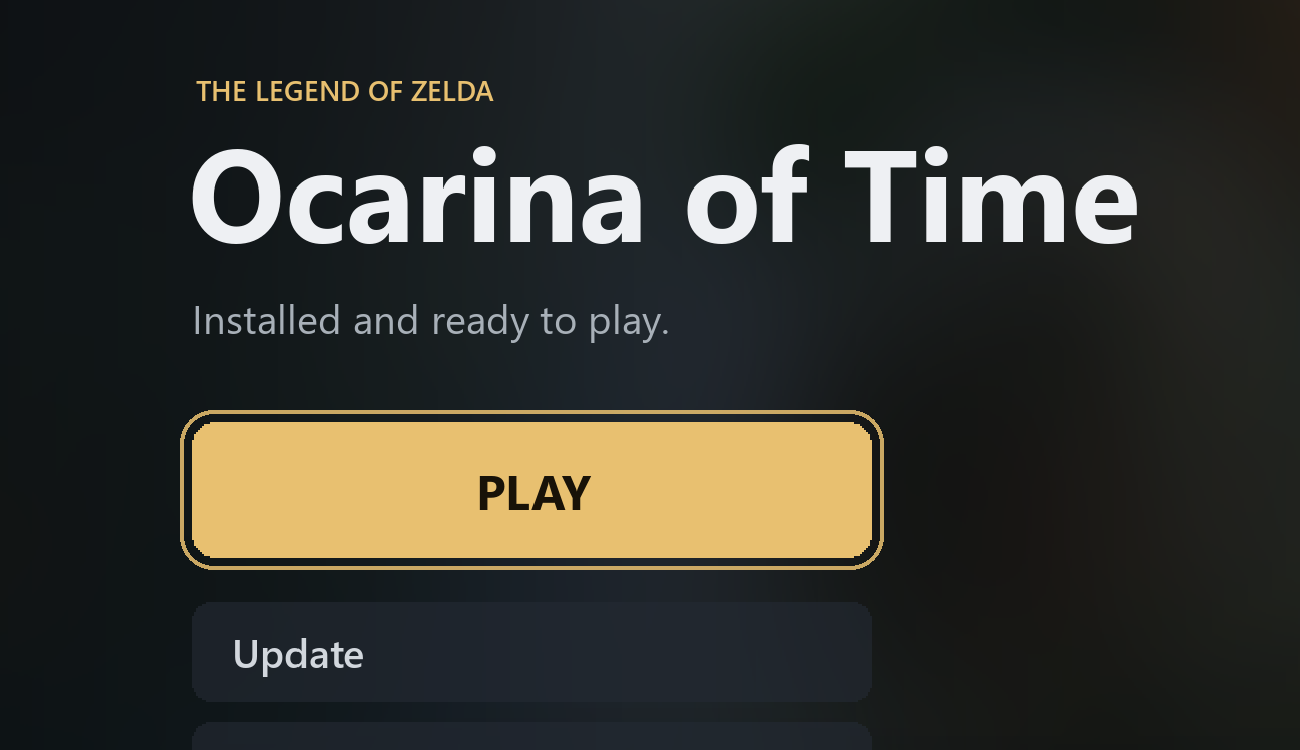 THE LEGEND OF ZELDA
Ocarina of Time
Installed and ready to play.
PLAY
Update